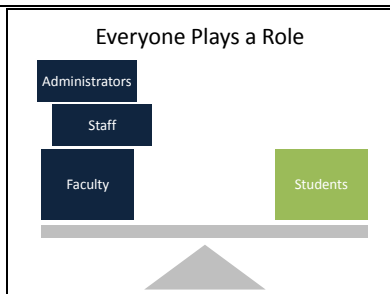 Everyone Plays a Role
Administrators
Staff
Faculty
Students